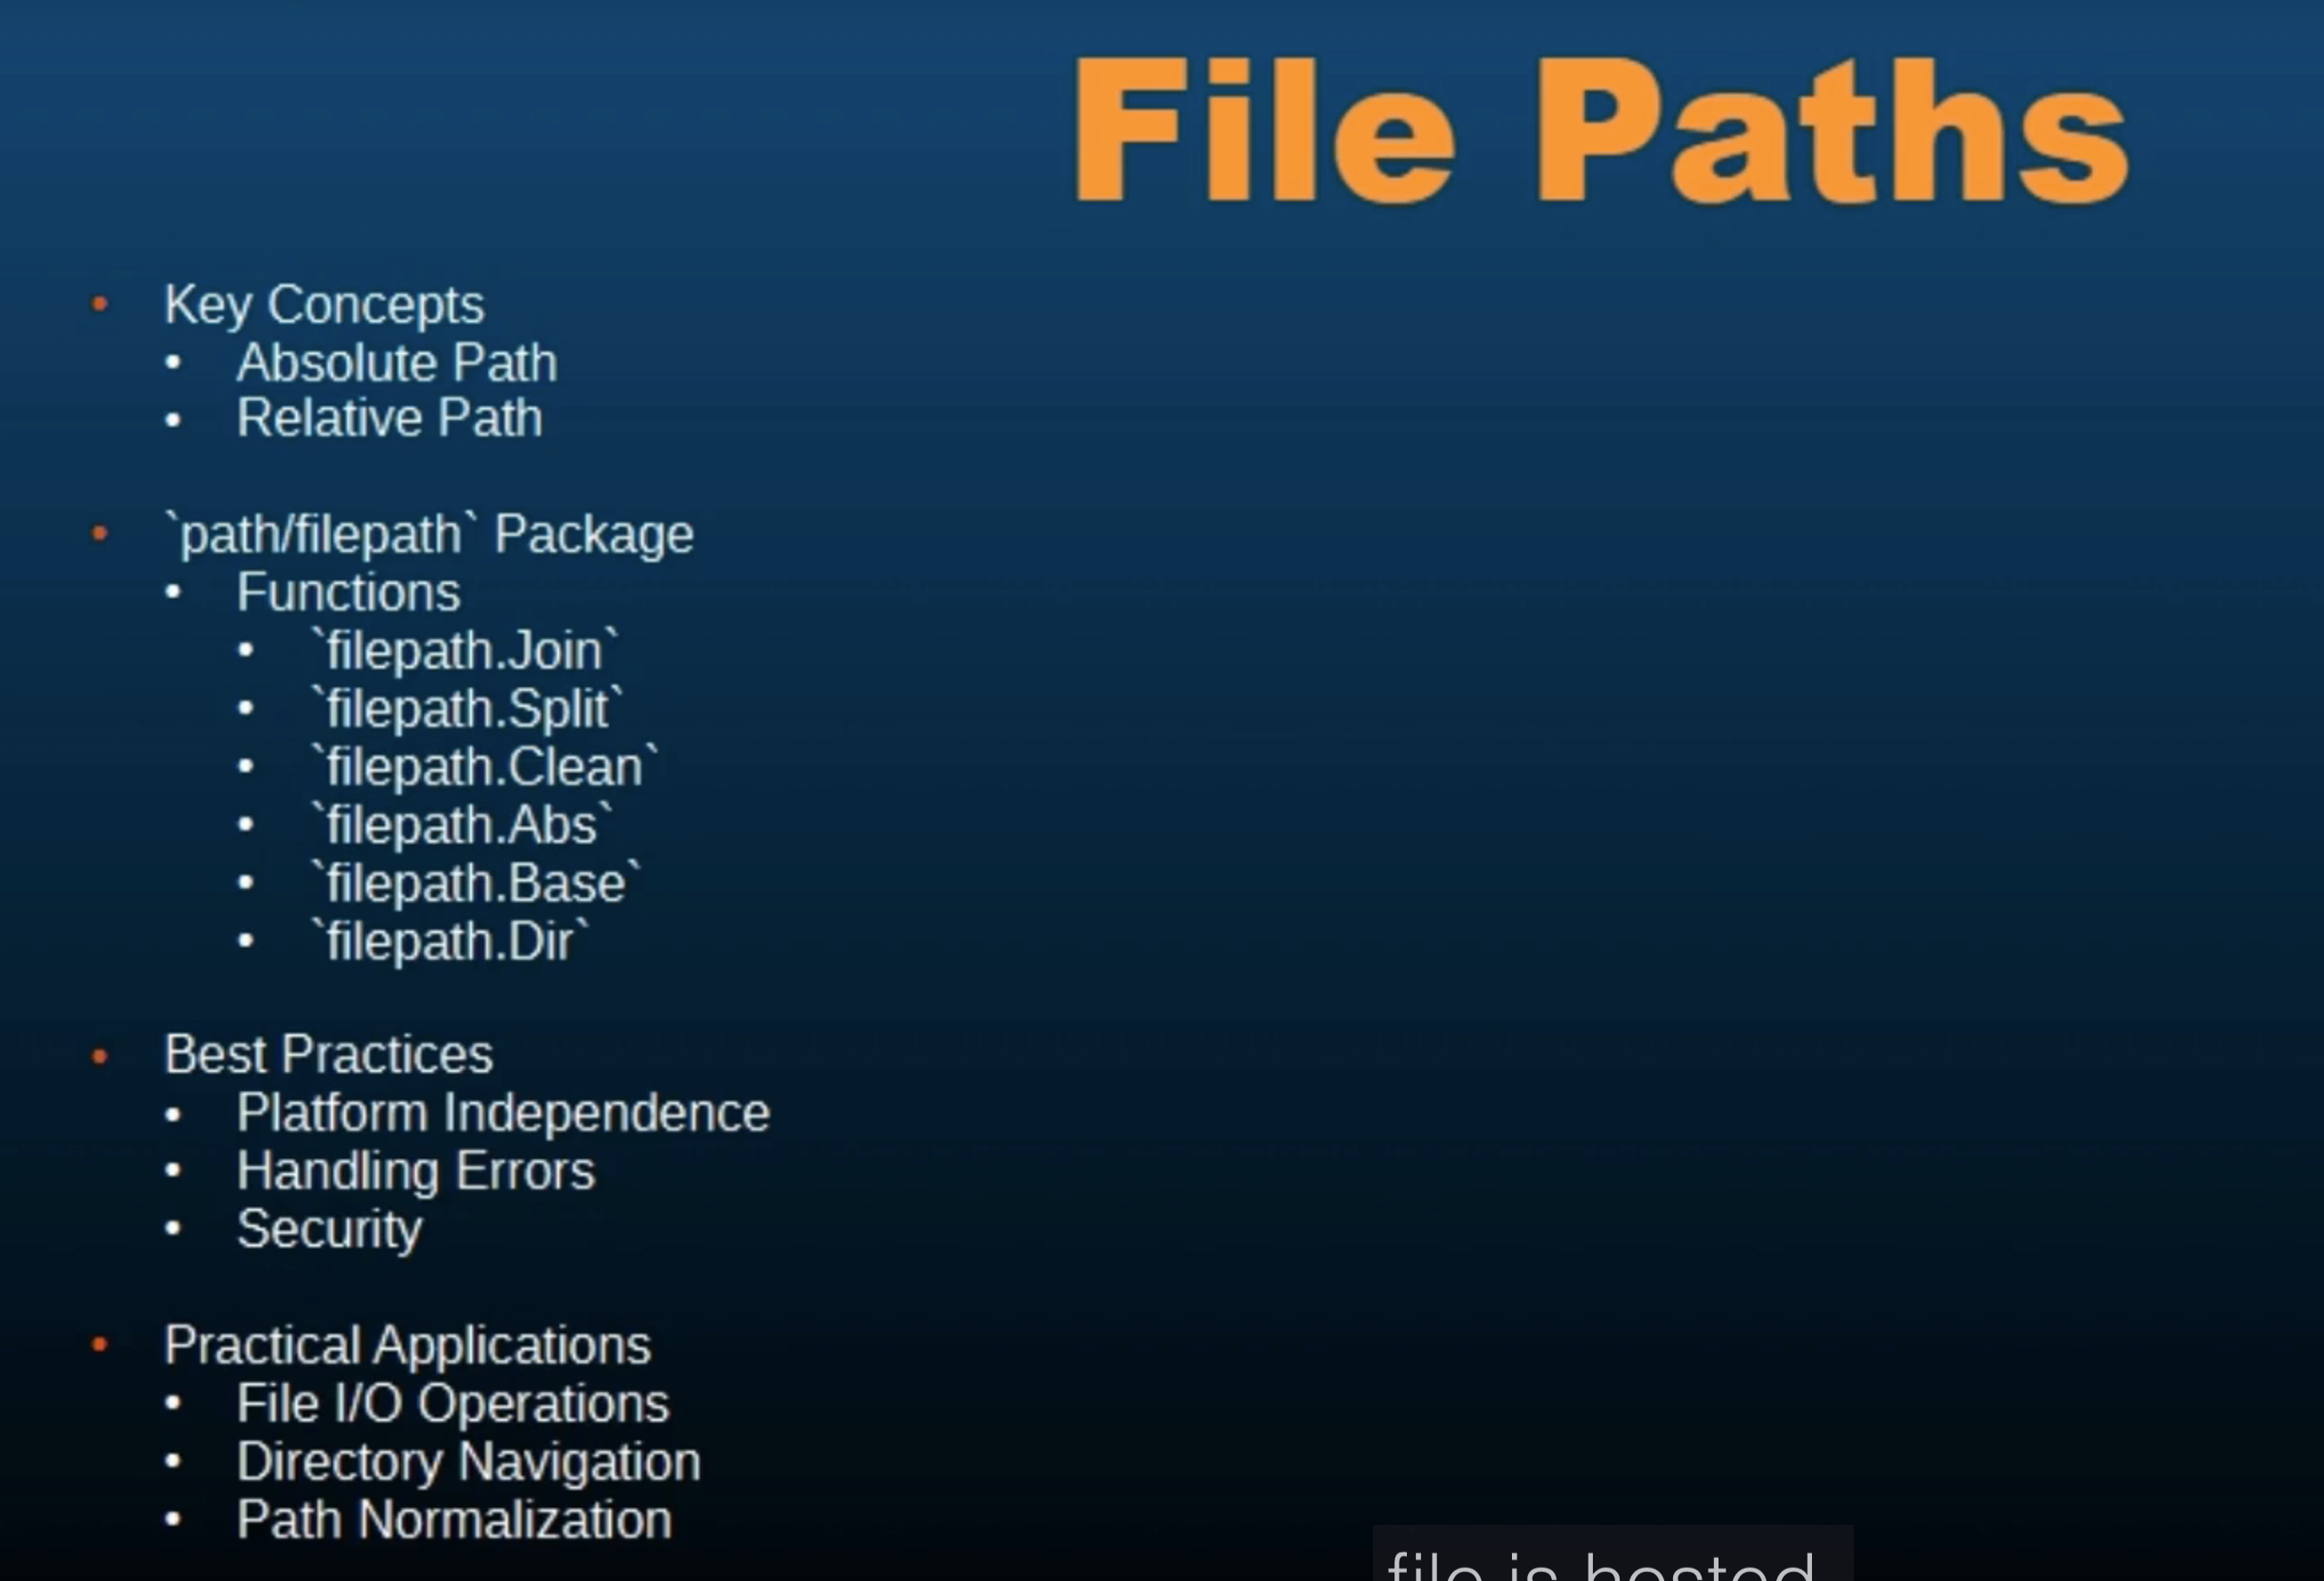 File Paths
• Key Concepts
• Absolute Path
• Relative Path
• `path/filepath` Package
• Functions
• `filepath.Join`
• `filepath.Split`
• `filepath.Clean`
• `filepath.Abs`
• `filepath.Base`
• `filepath.Dir`
• Best Practices
• Platform Independence
• Handling Errors
• Security
• Practical Applications
• File I/O Operations
• Directory Navigation
• Path Normalization
file is hosted